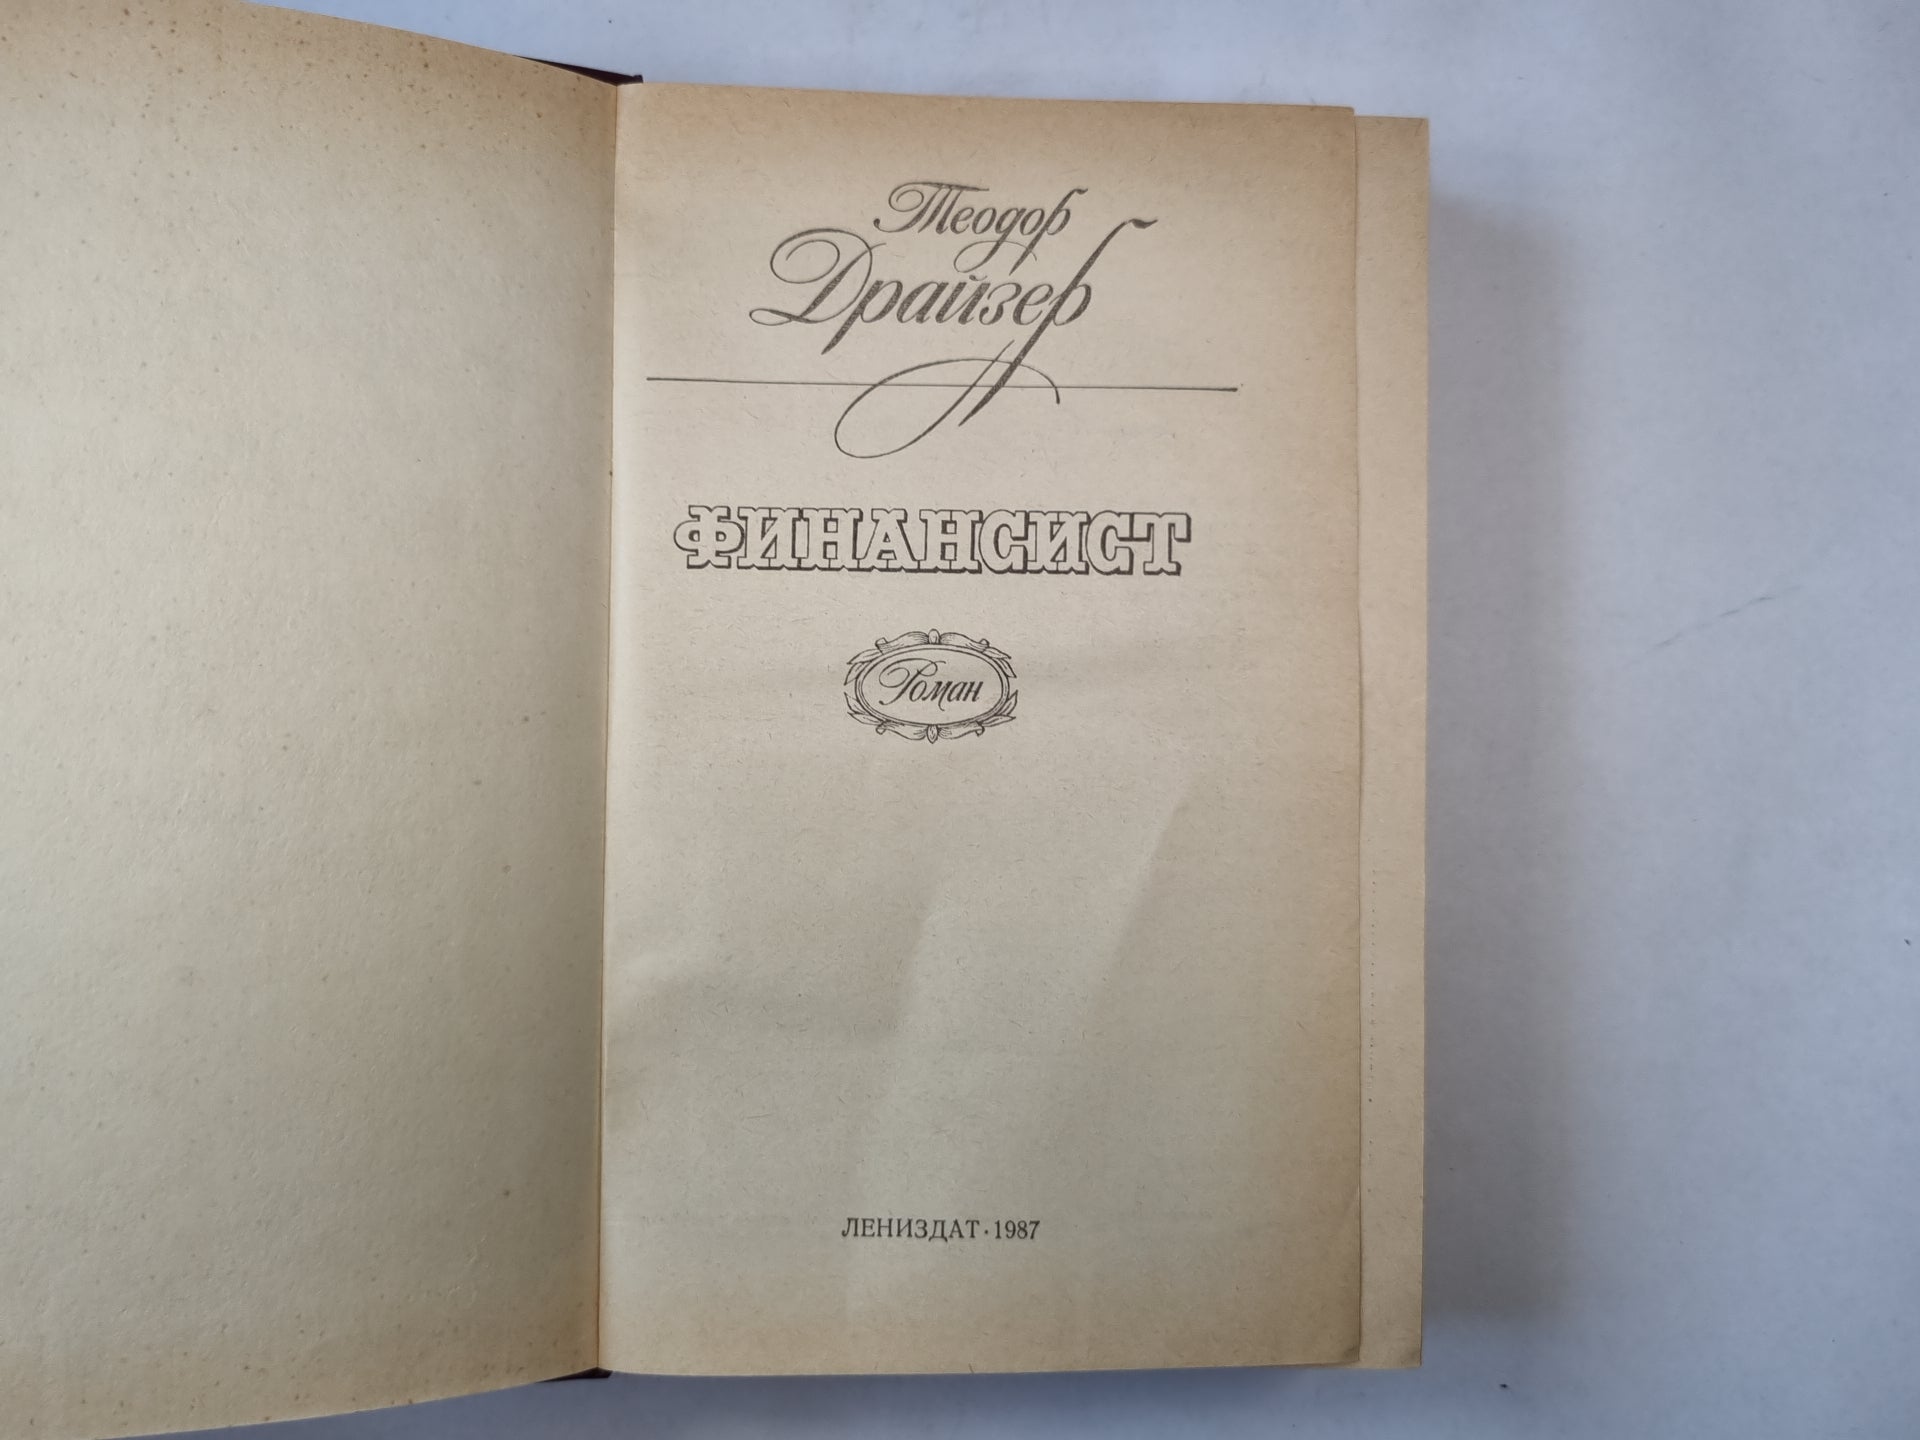 Теодор
Драйзер
ФИНАНСИСТ
Роман
ЛЕНИЗДАТ·1987